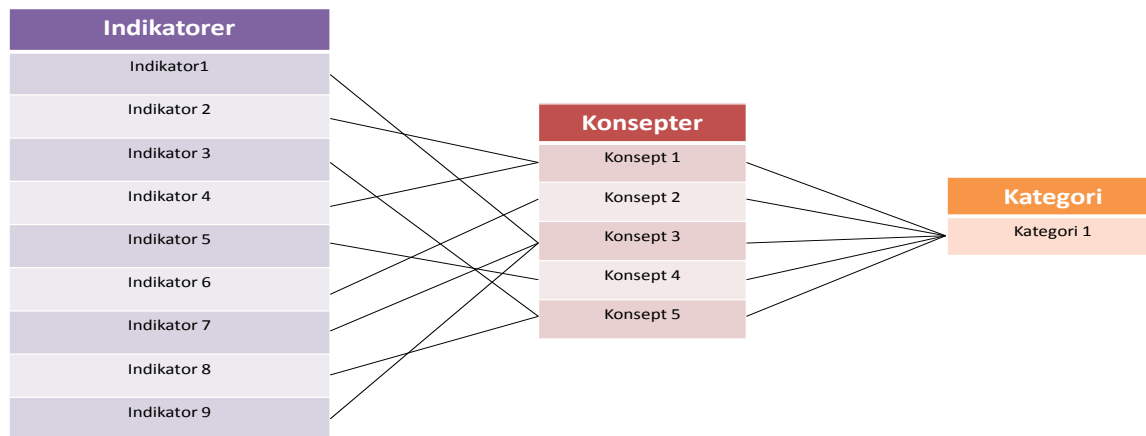 Indikatorer
Indikator1
Indikator 2
Indikator 3
Indikator 4
Indikator 5
Indikator 6
Indikator 7
Indikator 8
Indikator 9
Konsepter
Konsept 1
Konsept 2
Konsept 3
Konsept 4
Konsept 5
Kategori
Kategori 1